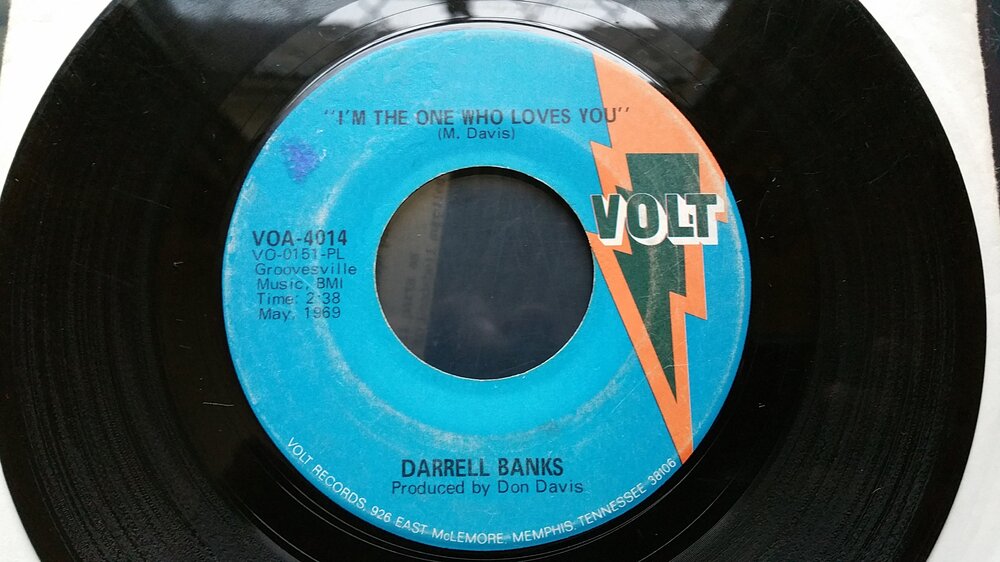 "I'M THE ONE WHO LOVES YOU"
(M. Davis)
VOLT
VOA-4014
VO-0151-PL
Groovesville
Music, BMI
Time: 2:38
May, 1969
DARRELL BANKS
Produced by Don Davis
VOLT RECORDS, 926 EAST McLEMORE, MEMPHIS, TENNESSEE 38106